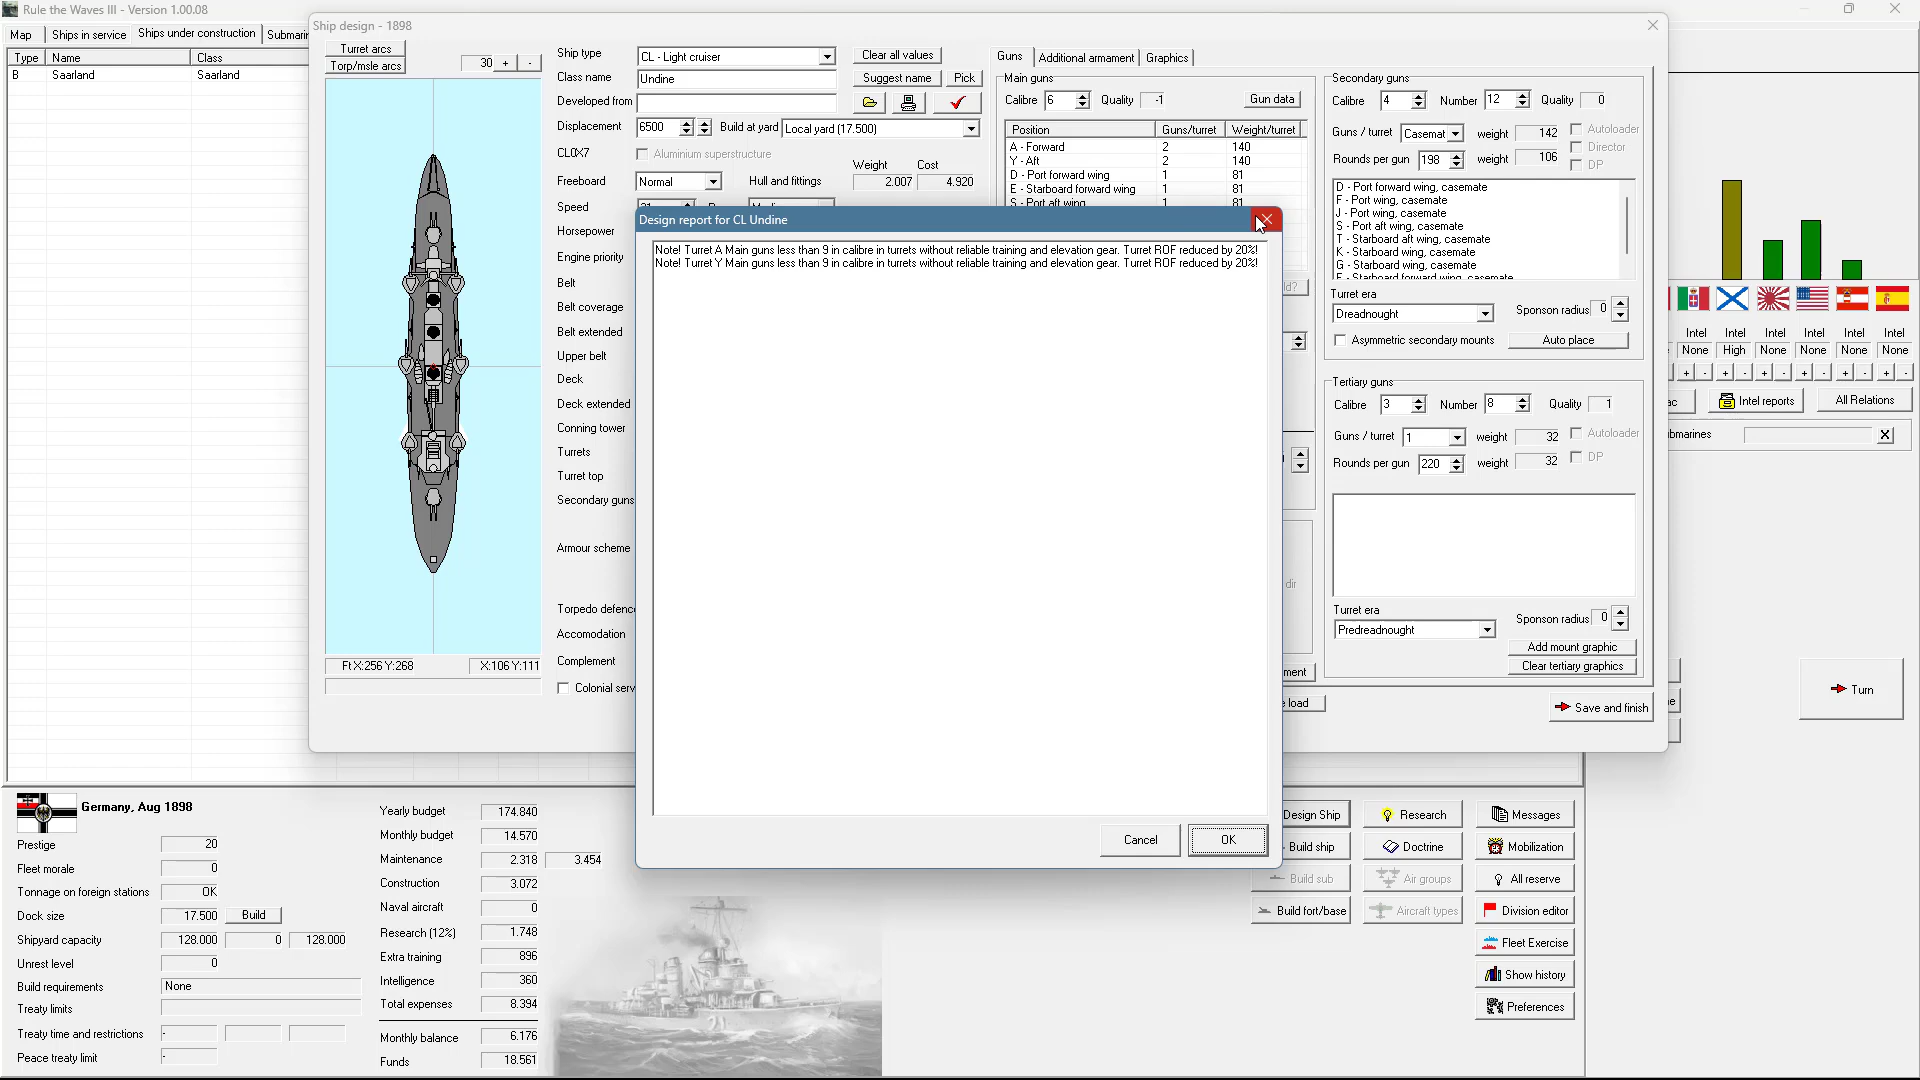 Rule the Waves III - Version 1.00.08
Map
Ships in service
Ships under construction
Submarin
Type
Name
Class
B
Saarland
Saarland
Ship design - 1898
Turret arcs
Torp/msle arcs
30
+
-
Ft X:256 Y:268
X:106 Y:111
Ship type
CL - Light cruiser
Class name
Undine
Developed from
Displacement
6500
Build at yard
Local yard (17.500)
Clear all values
Suggest name
Pick
CL0X7
Aluminium superstructure
Weight
Cost
Freeboard
Normal
Hull and fittings
2.007
4.920
Speed
Horsepower
Engine priority
Belt
Belt coverage
Belt extended
Upper belt
Deck
Deck extended
Conning tower
Turrets
Turret top
Secondary guns
Armour scheme
Torpedo defenc
Accomodation
Complement
Colonial serv
Guns
Additional armament
Graphics
Main guns
Calibre
6
Quality
-1
Gun data
Position
Guns/turret
Weight/turret
A - Forward
2
140
Y - Aft
2
140
D - Port forward wing
1
81
E - Starboard forward wing
1
81
S - Port aft wing
1
81
Design report for CL Undine
Note! Turret A Main guns less than 9 in calibre in turrets without reliable training and elevation gear. Turret ROF reduced by 20%!
Note! Turret Y Main guns less than 9 in calibre in turrets without reliable training and elevation gear. Turret ROF reduced by 20%!
Cancel
OK
ld?
dir
ment
e load
Secondary guns
Calibre
4
Number
12
Quality
0
Guns / turret
Casemat
weight
142
Autoloader
Director
Rounds per gun
198
weight
106
DP
D - Port forward wing, casemate
F - Port wing, casemate
J - Port wing, casemate
S - Port aft wing, casemate
T - Starboard aft wing, casemate
K - Starboard wing, casemate
G - Starboard wing, casemate
E - Starboard forward wing, casemate
Turret era
Dreadnought
Sponson radius
0
Asymmetric secondary mounts
Auto place
Tertiary guns
Calibre
3
Number
8
Quality
1
Guns / turret
1
weight
32
Autoloader
Rounds per gun
220
weight
32
DP
Turret era
Predreadnought
Sponson radius
0
Add mount graphic
Clear tertiary graphics
Save and finish
Intel
Intel
Intel
Intel
Intel
Intel
None
High
None
None
None
None
+ - + - + - + - + - + -
ac
Intel reports
All Relations
bmarines
X
e
Turn
Germany, Aug 1898
Prestige
20
Fleet morale
0
Tonnage on foreign stations
OK
Dock size
17.500
Build
Shipyard capacity
128.000
0
128.000
Unrest level
0
Build requirements
None
Treaty limits
Treaty time and restrictions
-
Peace treaty limit
-
Yearly budget
174.840
Monthly budget
14.570
Maintenance
2.318
3.454
Construction
3.072
Naval aircraft
0
Research (12%)
1.748
Extra training
896
Intelligence
360
Total expenses
8.394
Monthly balance
6.176
Funds
18.561
Design Ship
Research
Messages
Build ship
Doctrine
Mobilization
Build sub
Air groups
All reserve
Build fort/base
Aircraft types
Division editor
Fleet Exercise
Show history
Preferences